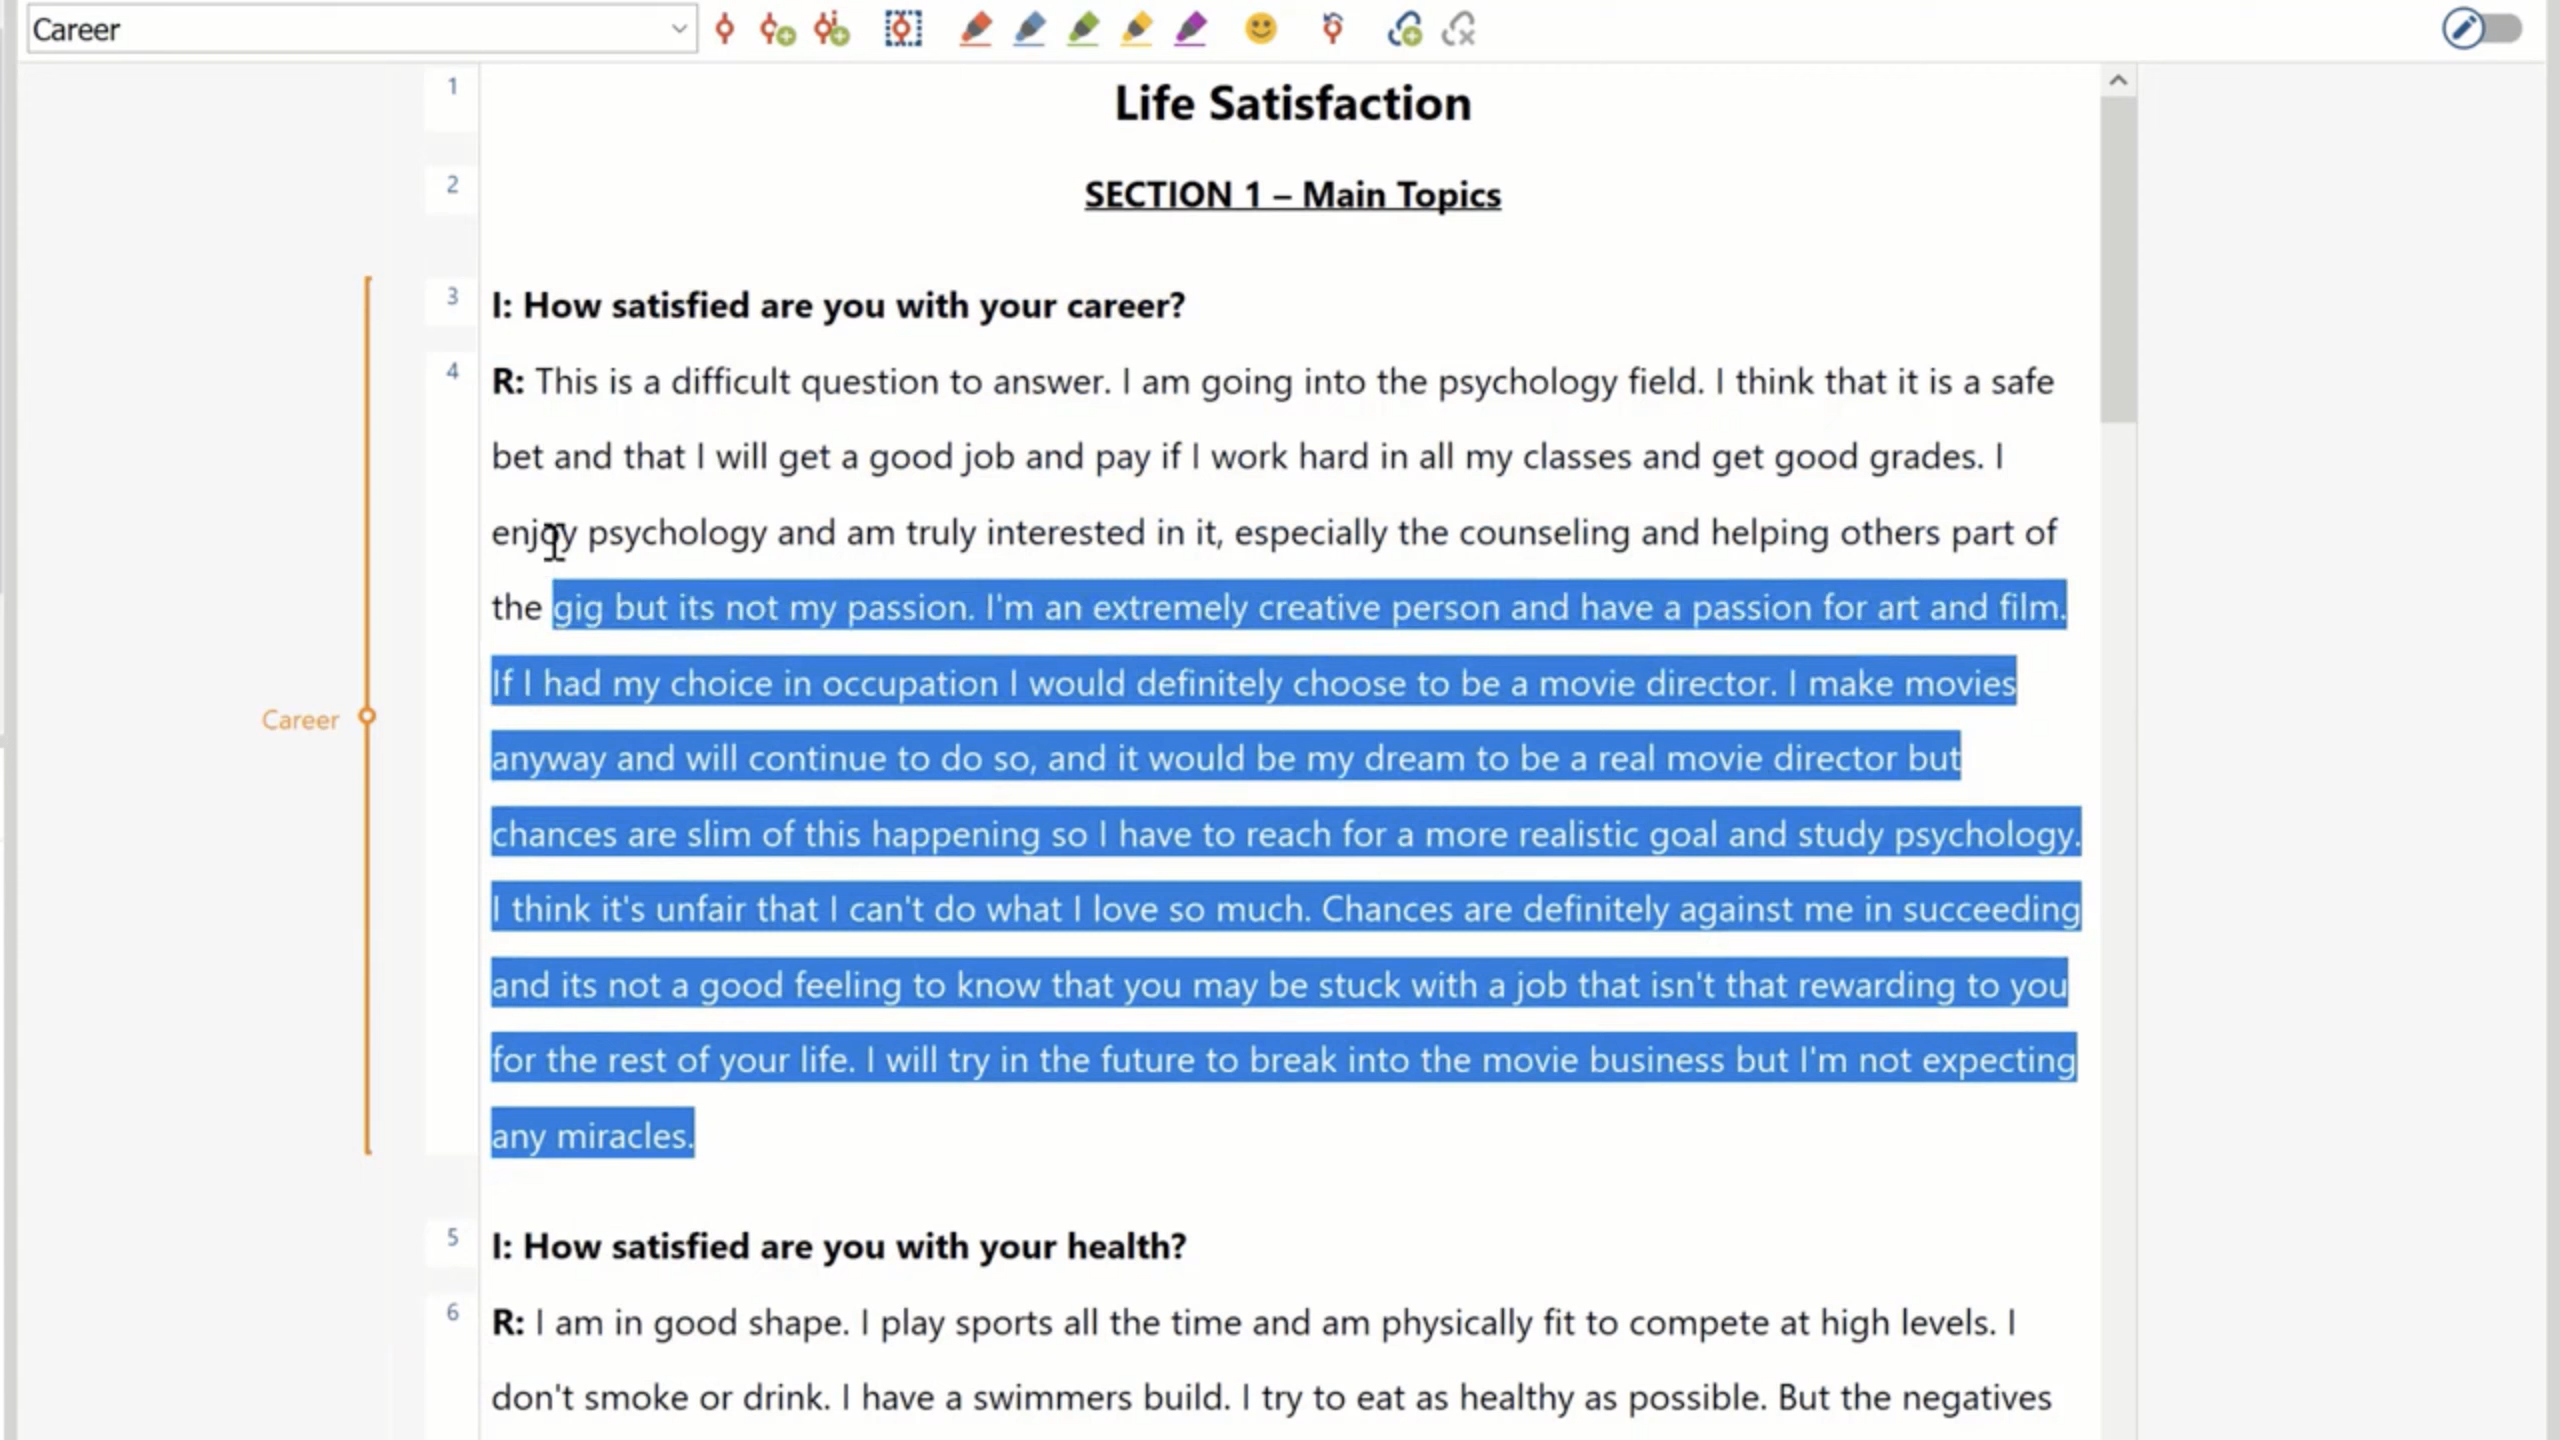 Career
1
Life Satisfaction
2
SECTION 1 – Main Topics
3
I: How satisfied are you with your career?
4
R: This is a difficult question to answer. I am going into the psychology field. I think that it is a safe
bet and that I will get a good job and pay if I work hard in all my classes and get good grades. I
enjoy psychology and am truly interested in it, especially the counseling and helping others part of
the gig but its not my passion. I'm an extremely creative person and have a passion for art and film.
If I had my choice in occupation I would definitely choose to be a movie director. I make movies
Career
anyway and will continue to do so, and it would be my dream to be a real movie director but
chances are slim of this happening so I have to reach for a more realistic goal and study psychology.
I think it's unfair that I can't do what I love so much. Chances are definitely against me in succeeding
and its not a good feeling to know that you may be stuck with a job that isn't that rewarding to you
for the rest of your life. I will try in the future to break into the movie business but I'm not expecting
any miracles.
5
I: How satisfied are you with your health?
6
R: I am in good shape. I play sports all the time and am physically fit to compete at high levels. I
don't smoke or drink. I have a swimmers build. I try to eat as healthy as possible. But the negatives